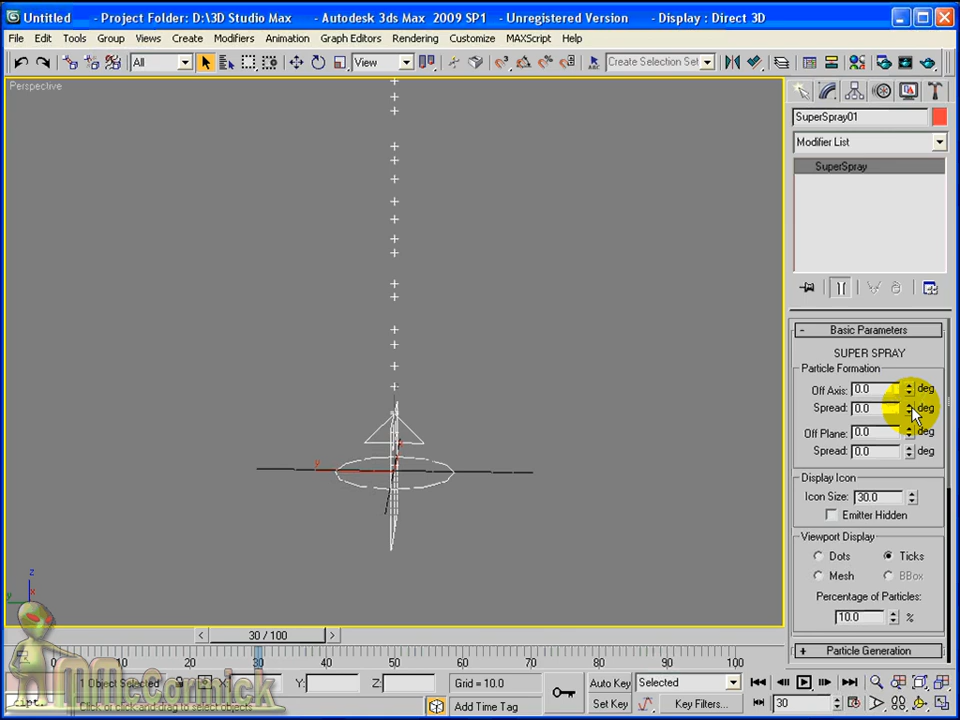 Untitled - Project Folder: D:\3D Studio Max - Autodesk 3ds Max 2009 SP1 - Unregistered Version - Display : Direct 3D
File Edit Tools Group Views Create Modifiers Animation Graph Editors Rendering Customize MAXScript Help
All View Create Selection Set
Perspective
SuperSpray01
Modifier List
SuperSpray
- Basic Parameters
SUPER SPRAY
Particle Formation
Off Axis: 0.0 deg
Spread: 0.0 deg
Off Plane: 0.0 deg
Spread: 0.0 deg
Display Icon
Icon Size: 30.0
Emitter Hidden
Viewport Display
Dots Ticks
Mesh BBox
Percentage of Particles:
10.0 %
+ Particle Generation
z
y x
y
< 30 / 100 >
0 10 20 30 40 50 60 70 80 90 100
1 Object Selected X: Y: Z: Grid = 10.0 Auto Key Selected
Click or click-and-drag to select objects Add Time Tag Set Key Key Filters... 30
MMcCormick